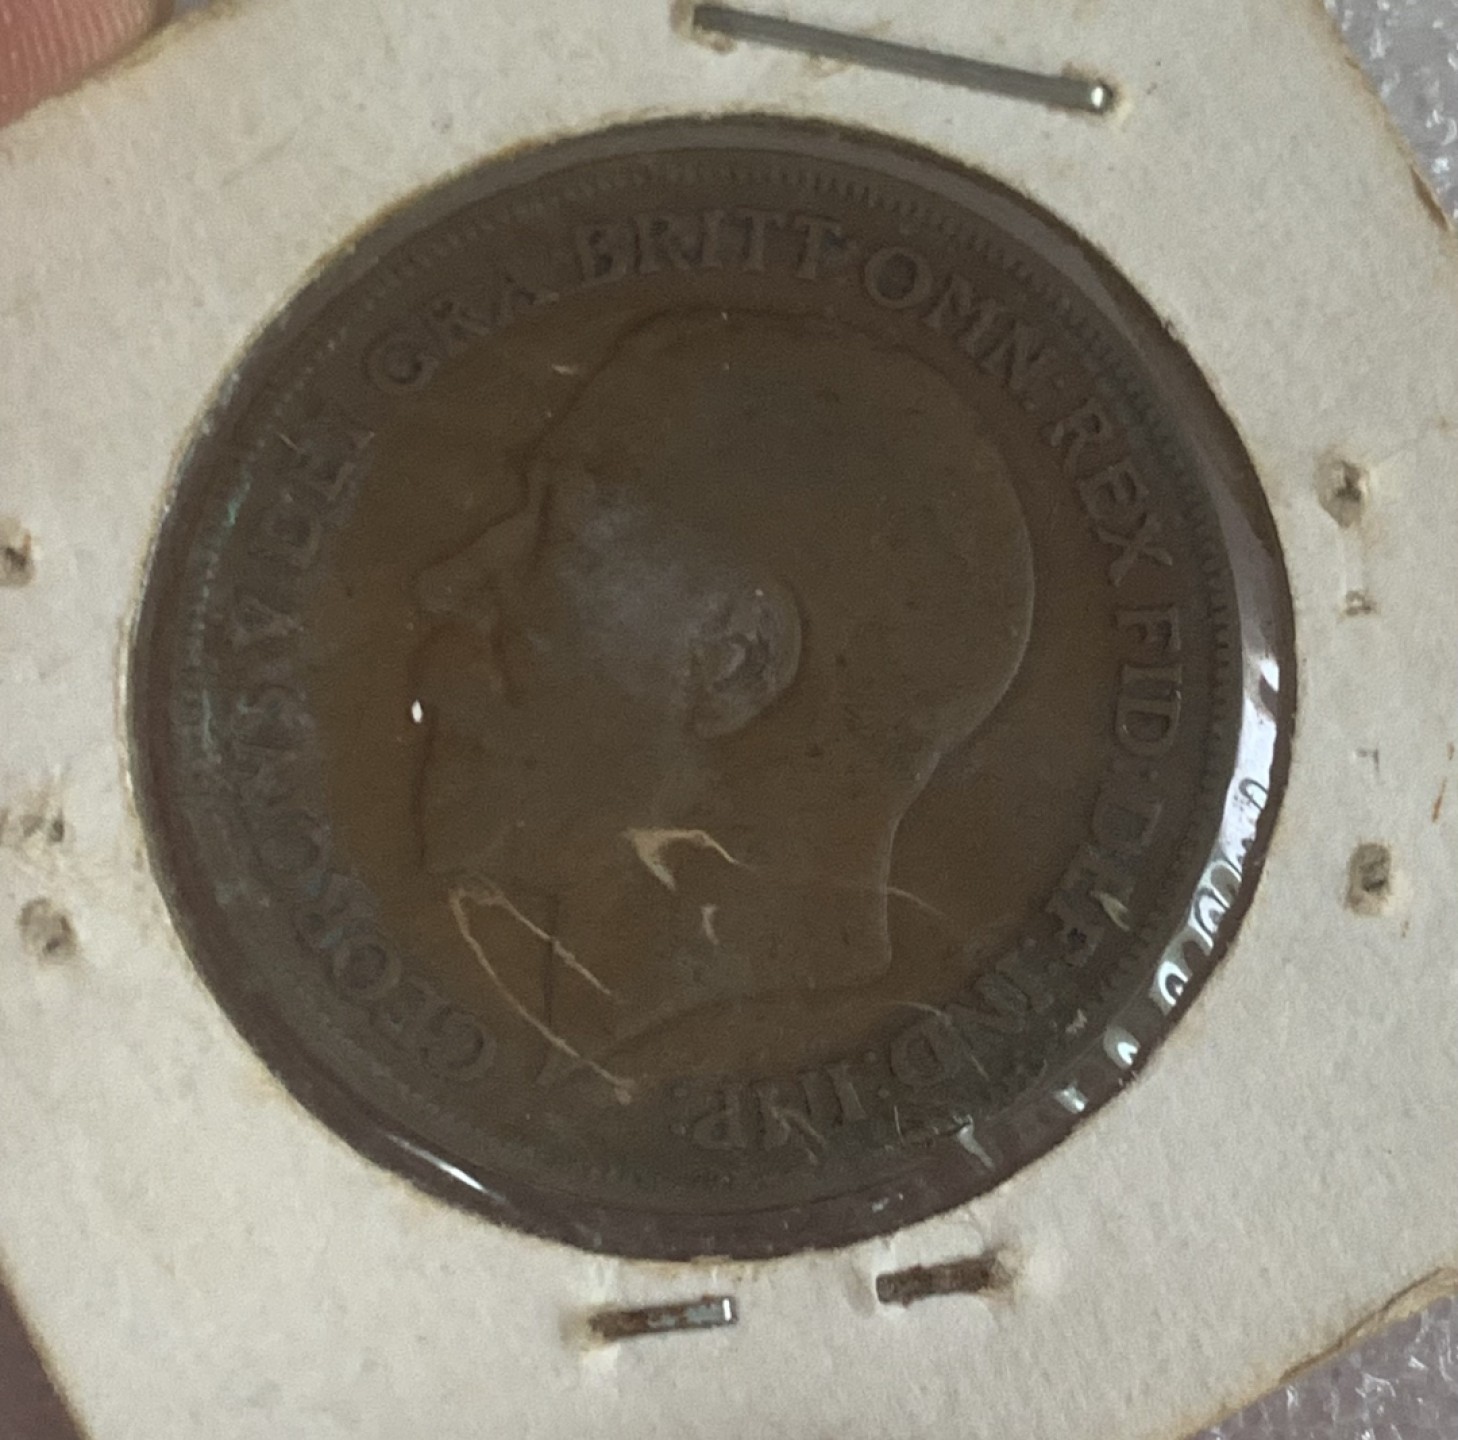 GEORGIVS V DEI GRA: BRITT: OMN: REX FID: DEF: IND: IMP: